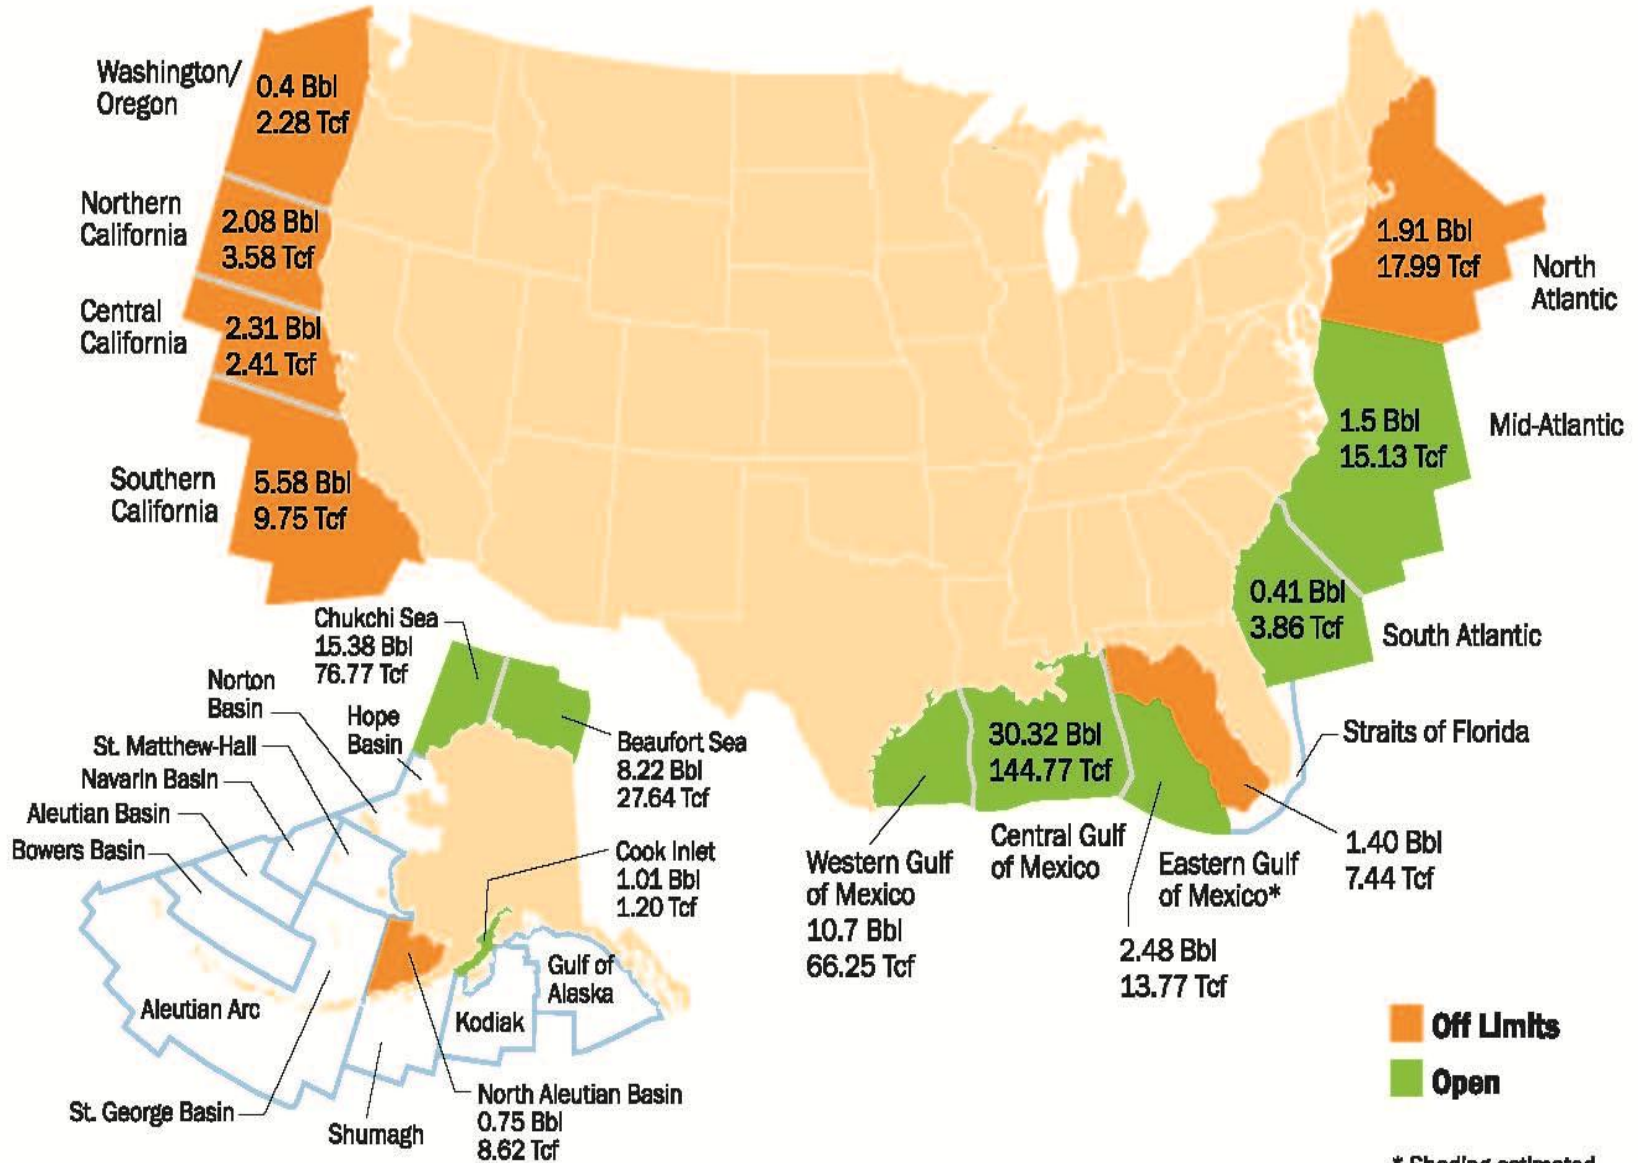 Washington/
Oregon
0.4 Bbl
2.28 Tcf
Northern
California
2.08 Bbl
3.58 Tcf
Central
California
2.31 Bbl
2.41 Tcf
Southern
California
5.58 Bbl
9.75 Tcf
1.91 Bbl
17.99 Tcf
North
Atlantic
1.5 Bbl
15.13 Tcf
Mid-Atlantic
0.41 Bbl
3.86 Tcf
South Atlantic
Straits of Florida
1.40 Bbl
7.44 Tcf
30.32 Bbl
144.77 Tcf
Central Gulf
of Mexico
Western Gulf
of Mexico
10.7 Bbl
66.25 Tcf
Eastern Gulf
of Mexico*
2.48 Bbl
13.77 Tcf
Chukchi Sea
15.38 Bbl
76.77 Tcf
Norton
Basin
Hope
Basin
St. Matthew-Hall
Navarin Basin
Aleutian Basin
Bowers Basin
Beaufort Sea
8.22 Bbl
27.64 Tcf
Cook Inlet
1.01 Bbl
1.20 Tcf
Aleutian Arc
Gulf of
Alaska
Kodiak
St. George Basin
Shumagh
North Aleutian Basin
0.75 Bbl
8.62 Tcf
Off Limits
Open
* Shading estimated